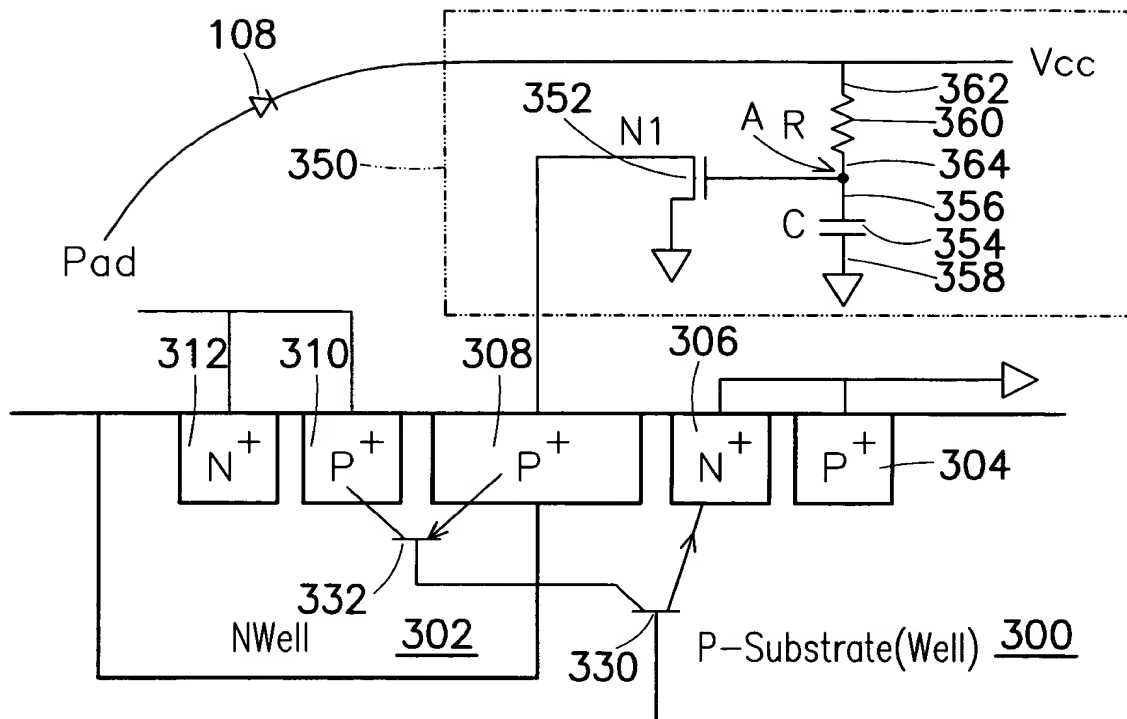 108
Vcc
362
352
A R
360
N1
350
364
356
C
354
Pad
358
312
310
308
306
N+
P+
P+
N+
P+
304
332
NWell
302
330
P-Substrate(Well)
300